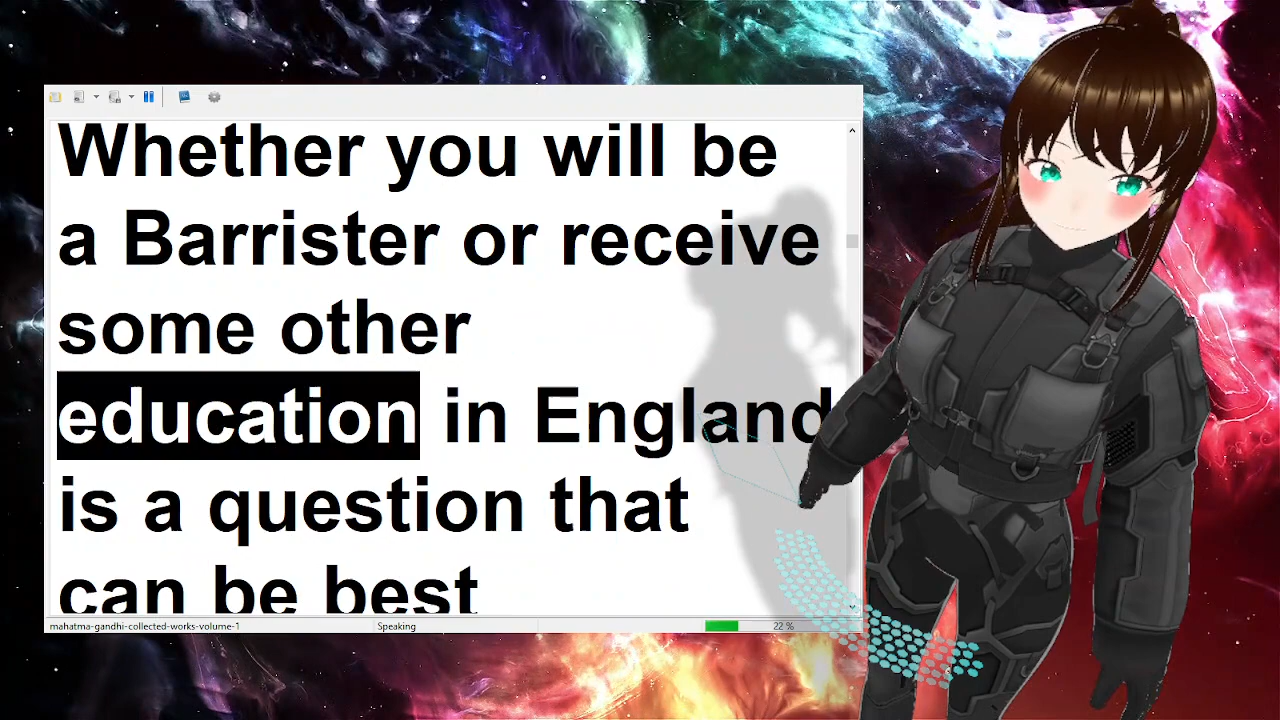 Whether you will be
a Barrister or receive
some other
education in England
is a question that
can be best
mahatma-gandhi-collected-works-volume-1 Speaking 22 %